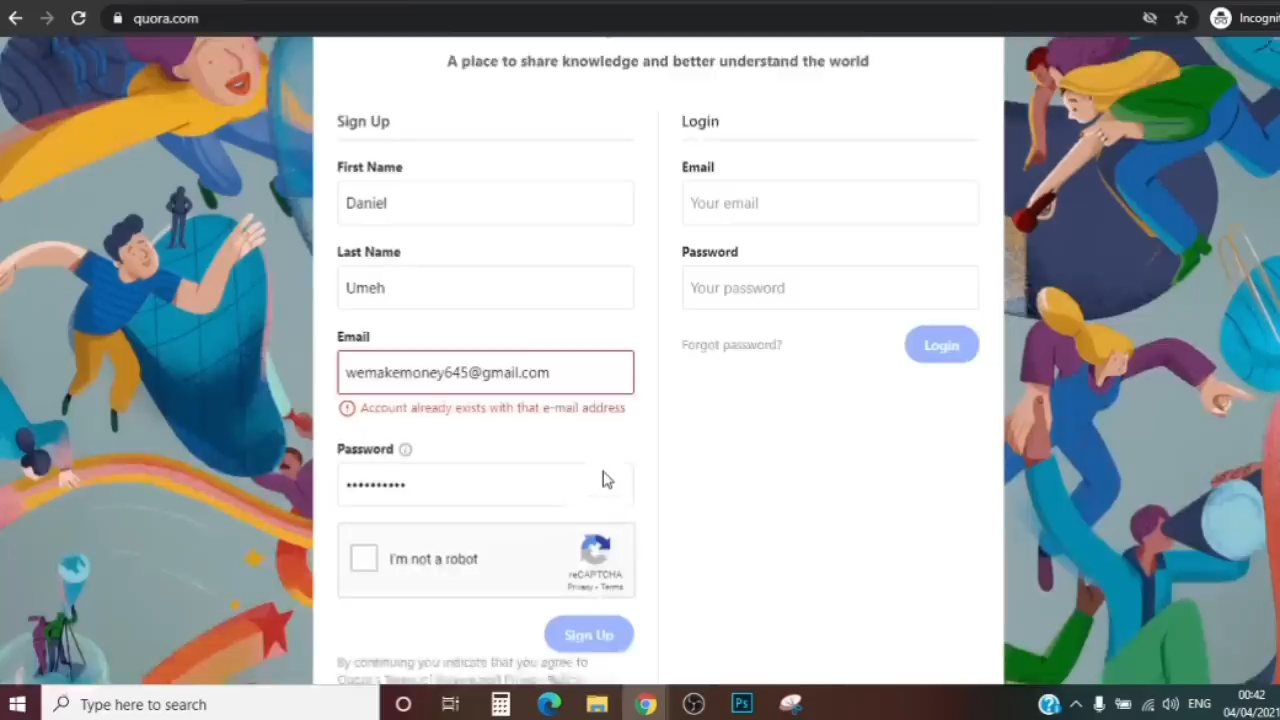 quora.com
Incognit
A place to share knowledge and better understand the world
Sign Up
First Name
Daniel
Last Name
Umeh
Email
wemakemoney645@gmail.com
Account already exists with that e-mail address
Password
••••••••••
I'm not a robot
reCAPTCHA
Privacy - Terms
Sign Up
By continuing you indicate that you agree to
Login
Email
Your email
Password
Your password
Forgot password?
Login
Type here to search
Ps
ENG
00:42
04/04/2021